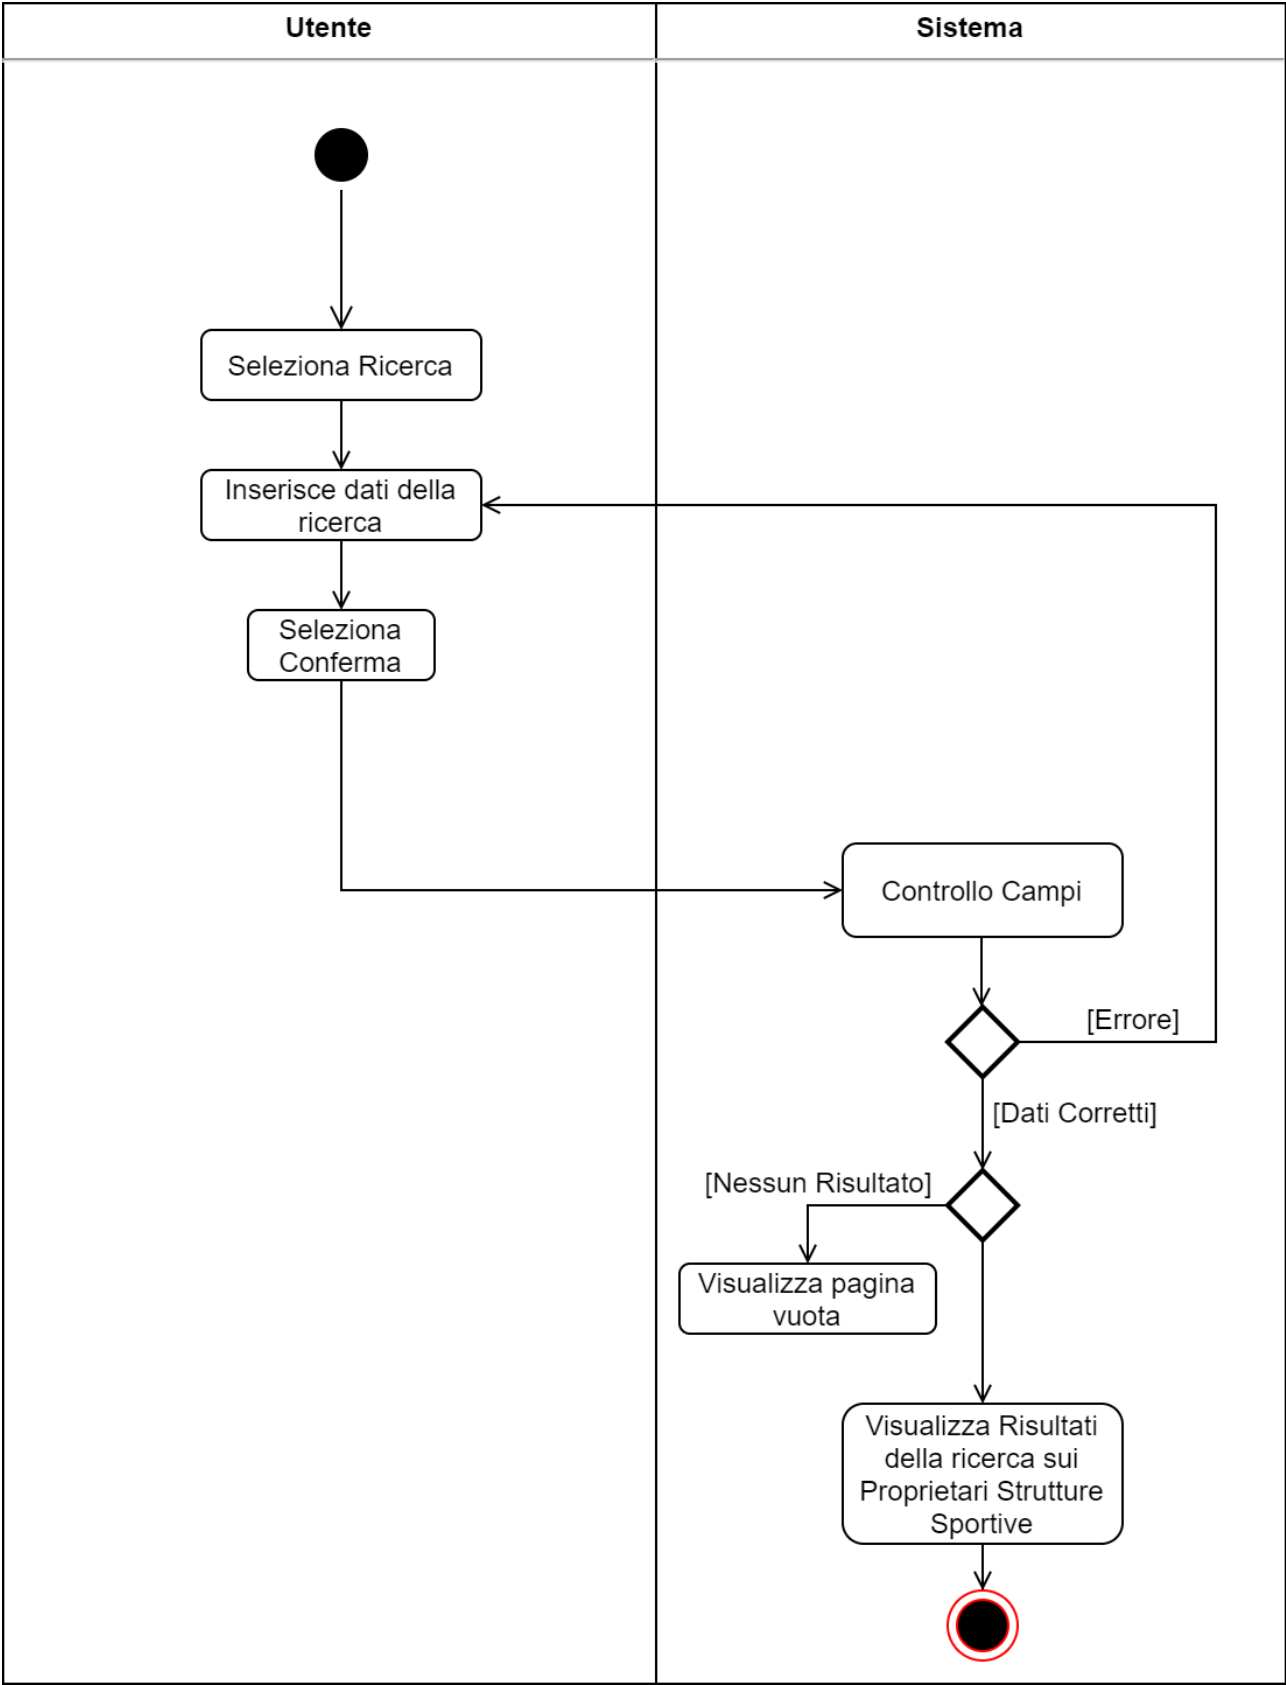 Utente
Sistema
Seleziona Ricerca
Inserisce dati della
ricerca
Seleziona
Conferma
Controllo Campi
[Errore]
[Dati Corretti]
[Nessun Risultato]
Visualizza pagina
vuota
Visualizza Risultati
della ricerca sui
Proprietari Strutture
Sportive